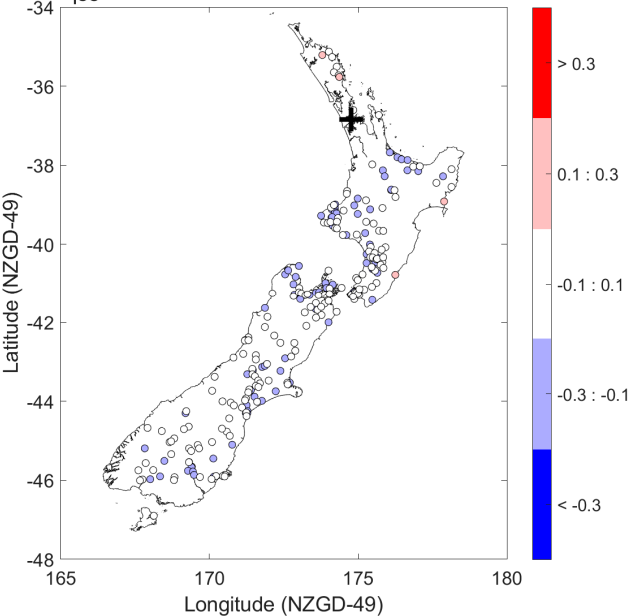 -34
-36
-38
-40
-42
-44
-46
-48
165
170
175
180
Longitude (NZGD-49)
Latitude (NZGD-49)
> 0.3
0.1 : 0.3
-0.1 : 0.1
-0.3 : -0.1
< -0.3